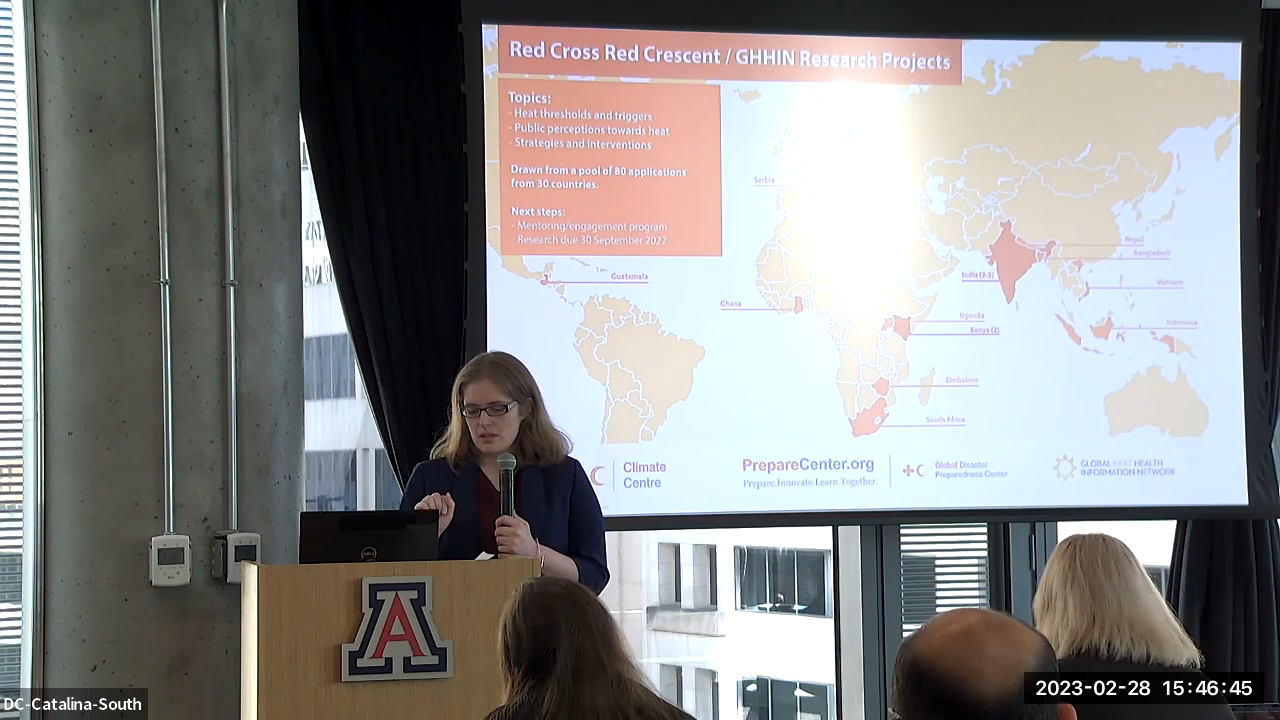 Red Cross Red Crescent / GHHIN Research Projects
Topics:
- Heat thresholds and triggers
- Public perceptions towards heat
- Strategies and interventions
Drawn from a pool of 80 applications
from 30 countries.
Next steps:
- Mentoring/engagement program
- Research due 30 September 2022
Serbia
Nepal
Bangladesh
India (2-3)
Guatemala
Vietnam
Ghana
Uganda
Indonesia
Kenya (2)
Zimbabwe
South Africa
Climate
Centre
PrepareCenter.org
Prepare. Innovate. Learn Together.
Global Disaster
Preparedness Center
GLOBAL HEAT HEALTH
INFORMATION NETWORK
DELL
A
DC-Catalina-South
2023-02-28 15:46:45